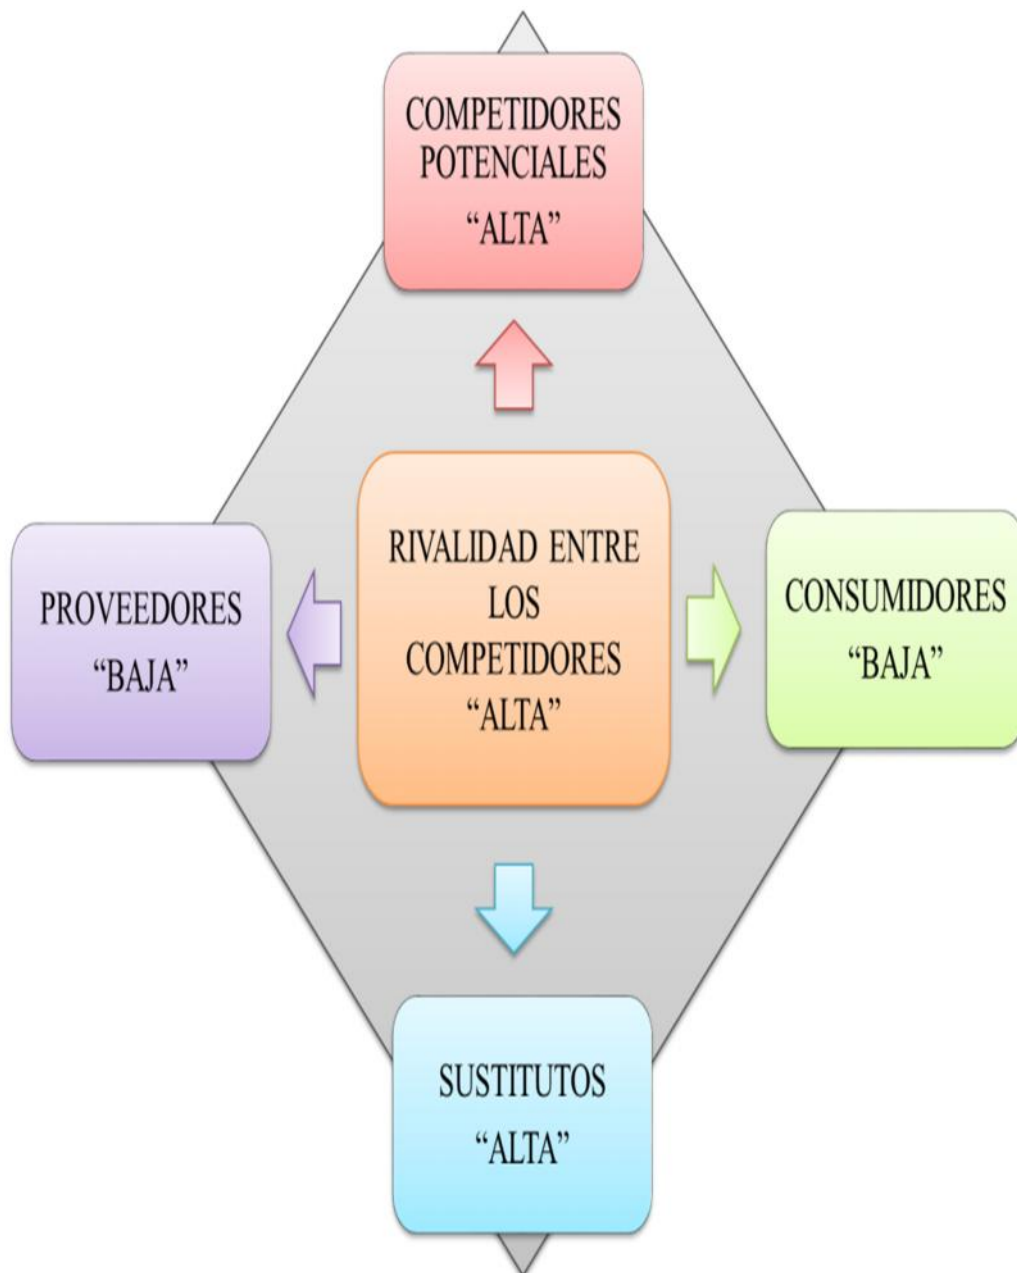 COMPETIDORES
POTENCIALES
“ALTA”
RIVALIDAD ENTRE
LOS
COMPETIDORES
“ALTA”
PROVEEDORES
“BAJA”
CONSUMIDORES
“BAJA”
SUSTITUTOS
“ALTA”